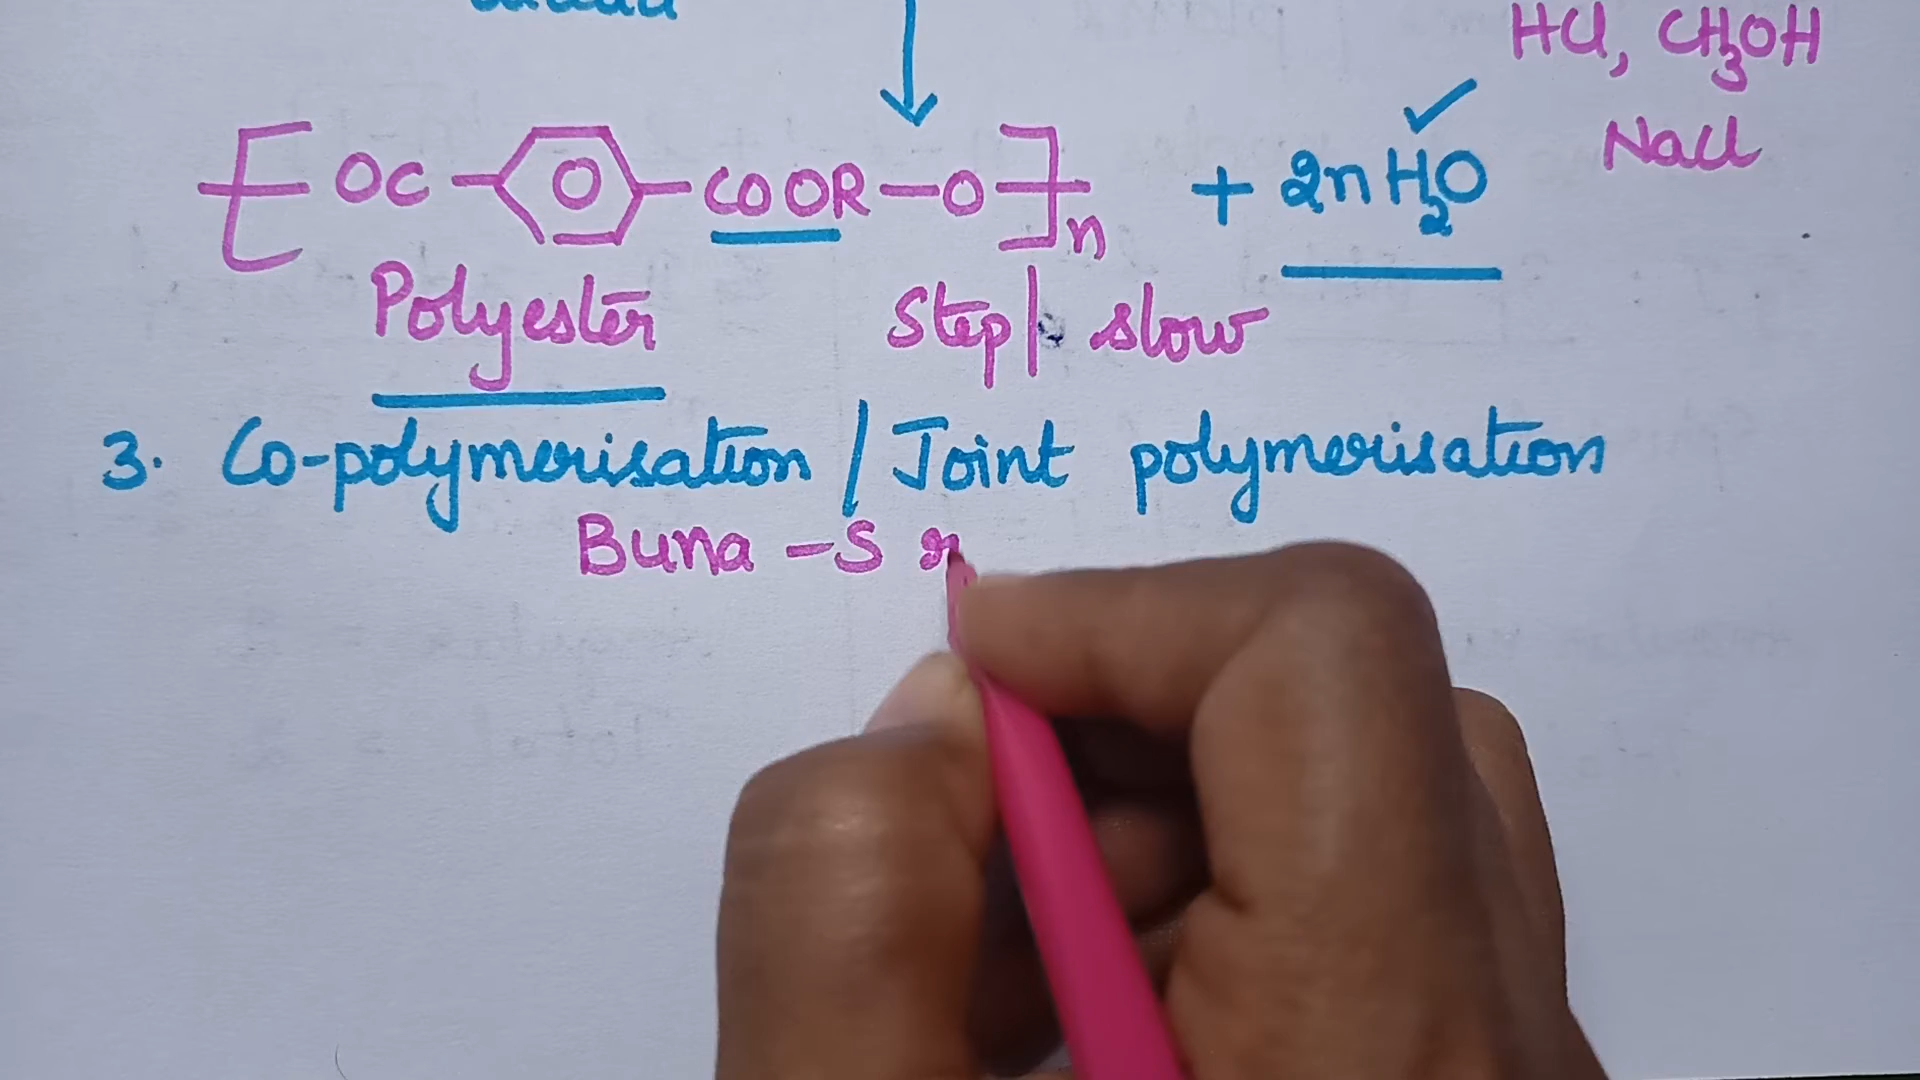 HCl, CH3OH
NaCl
[OC-O-COOR-O]n + 2nH2O
Polyester Step/ slow
3. Co-polymerisation / Joint polymerisation
Buna -S r